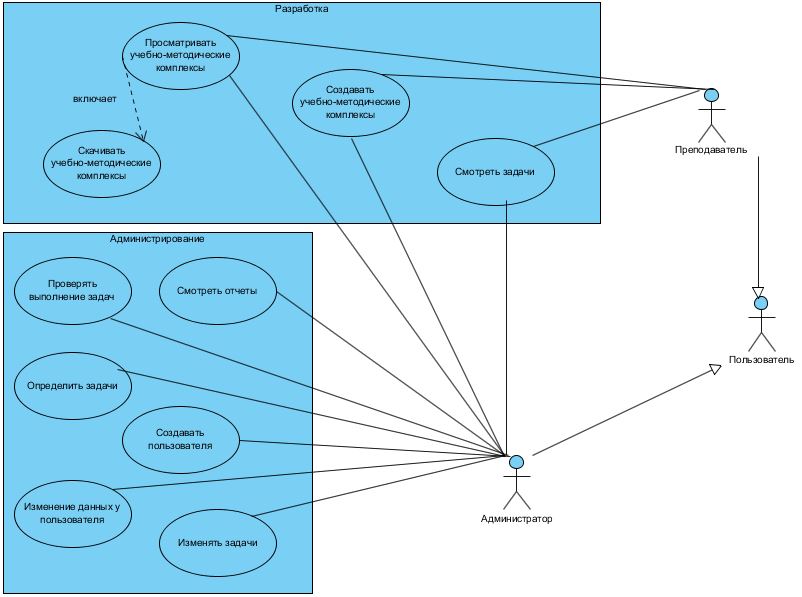 Разработка
Просматривать
учебно-методические
комплексы
включает
Скачивать
учебно-методические
комплексы
Создавать
учебно-методические
комплексы
Смотреть задачи
Преподаватель
Администрирование
Проверять
выполнение задач
Смотреть отчеты
Определить задачи
Создавать
пользователя
Изменение данных у
пользователя
Изменять задачи
Пользователь
Администратор